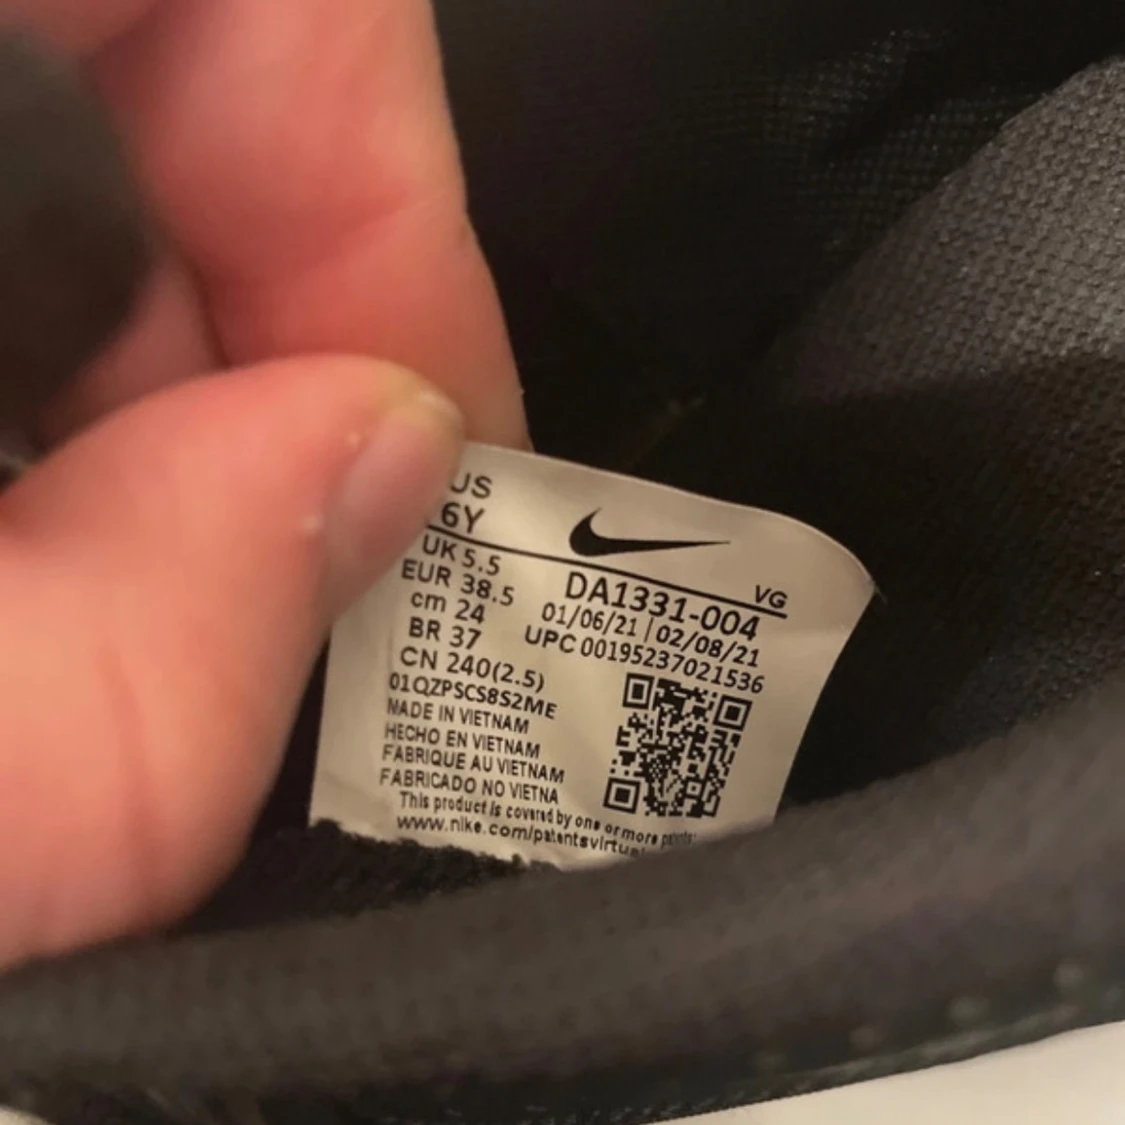 US
6Y
UK 5.5
EUR 38.5
cm 24
BR 37
CN 240(2.5)
VG
DA1331-004
01/06/21 | 02/08/21
UPC 00195237021536
01QZPSCS8S2ME
MADE IN VIETNAM
HECHO EN VIETNAM
FABRIQUE AU VIETNAM
FABRICADO NO VIETNA
This product is covered by one or more patents
www.nike.com/patentsvirtual